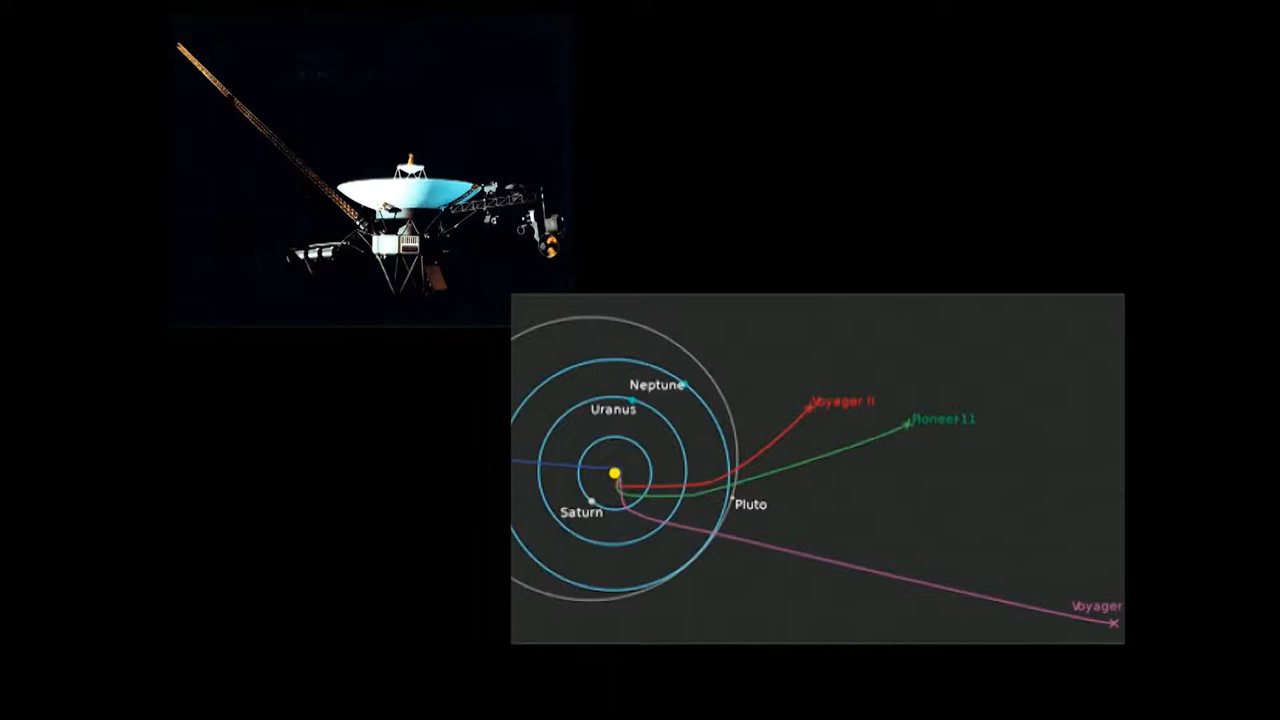 Neptune
Voyager II
Uranus
Pioneer 11
Saturn
Pluto
Voyager